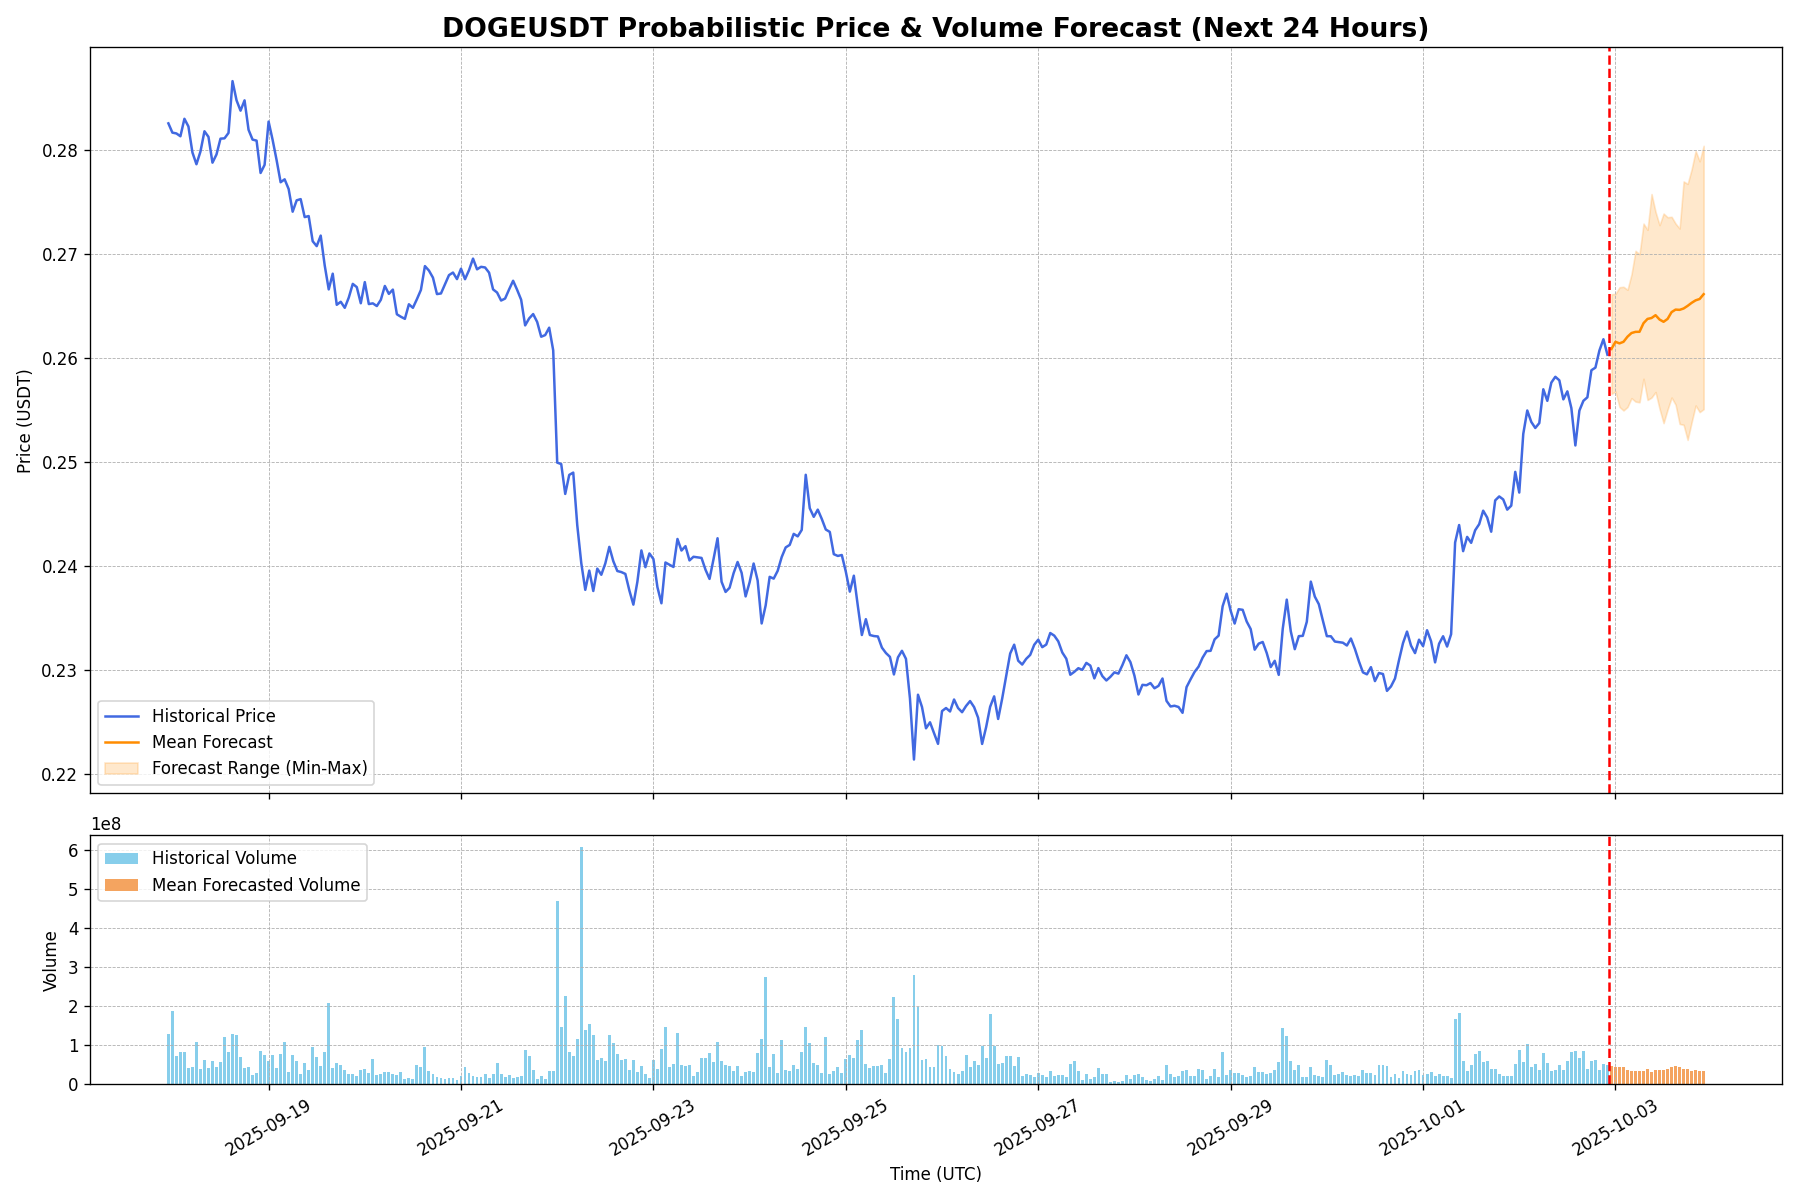 DOGEUSDT Probabilistic Price & Volume Forecast (Next 24 Hours)
Price (USDT)
0.28
0.27
0.26
0.25
0.24
0.23
0.22
Historical Price
Mean Forecast
Forecast Range (Min-Max)
1e8
Volume
6
5
4
3
2
1
0
Historical Volume
Mean Forecasted Volume
2025-09-19
2025-09-21
2025-09-23
2025-09-25
2025-09-27
2025-09-29
2025-10-01
2025-10-03
Time (UTC)